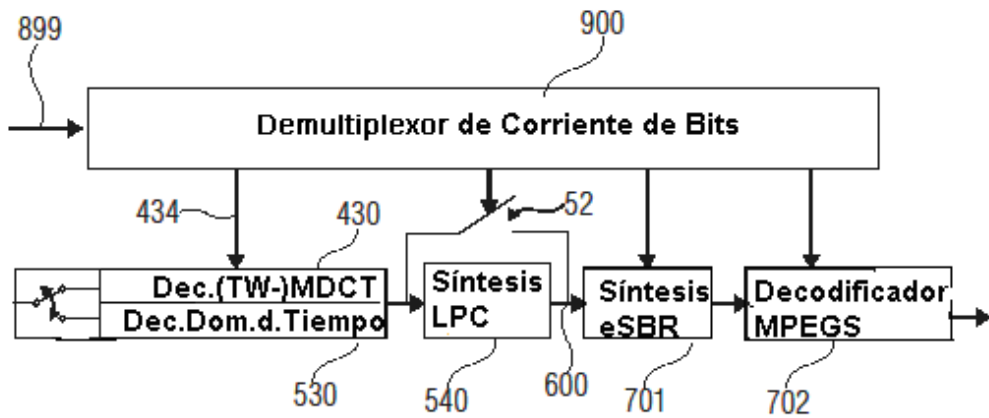 899
900
Demultiplexor de Corriente de Bits
434
430
52
Dec.(TW-)MDCT
Dec.Dom.d.Tiempo
Síntesis
LPC
Síntesis
eSBR
Decodificador
MPEGS
530
540
600
701
702